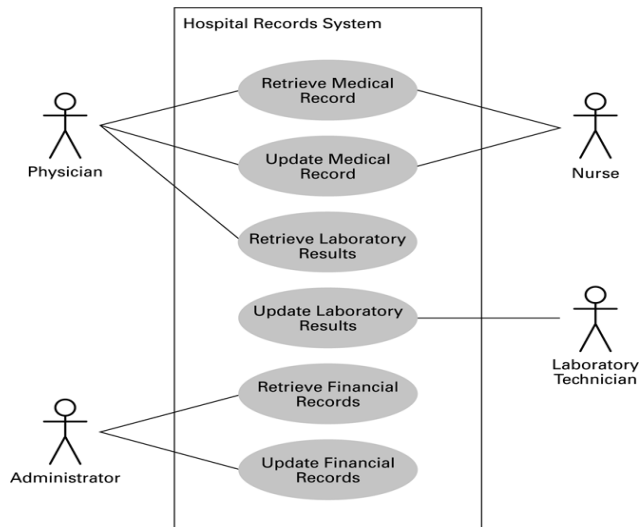 Hospital Records System
Retrieve Medical
Record
Physician
Update Medical
Record
Nurse
Retrieve Laboratory
Results
Update Laboratory
Results
Laboratory
Technician
Retrieve Financial
Records
Administrator
Update Financial
Records